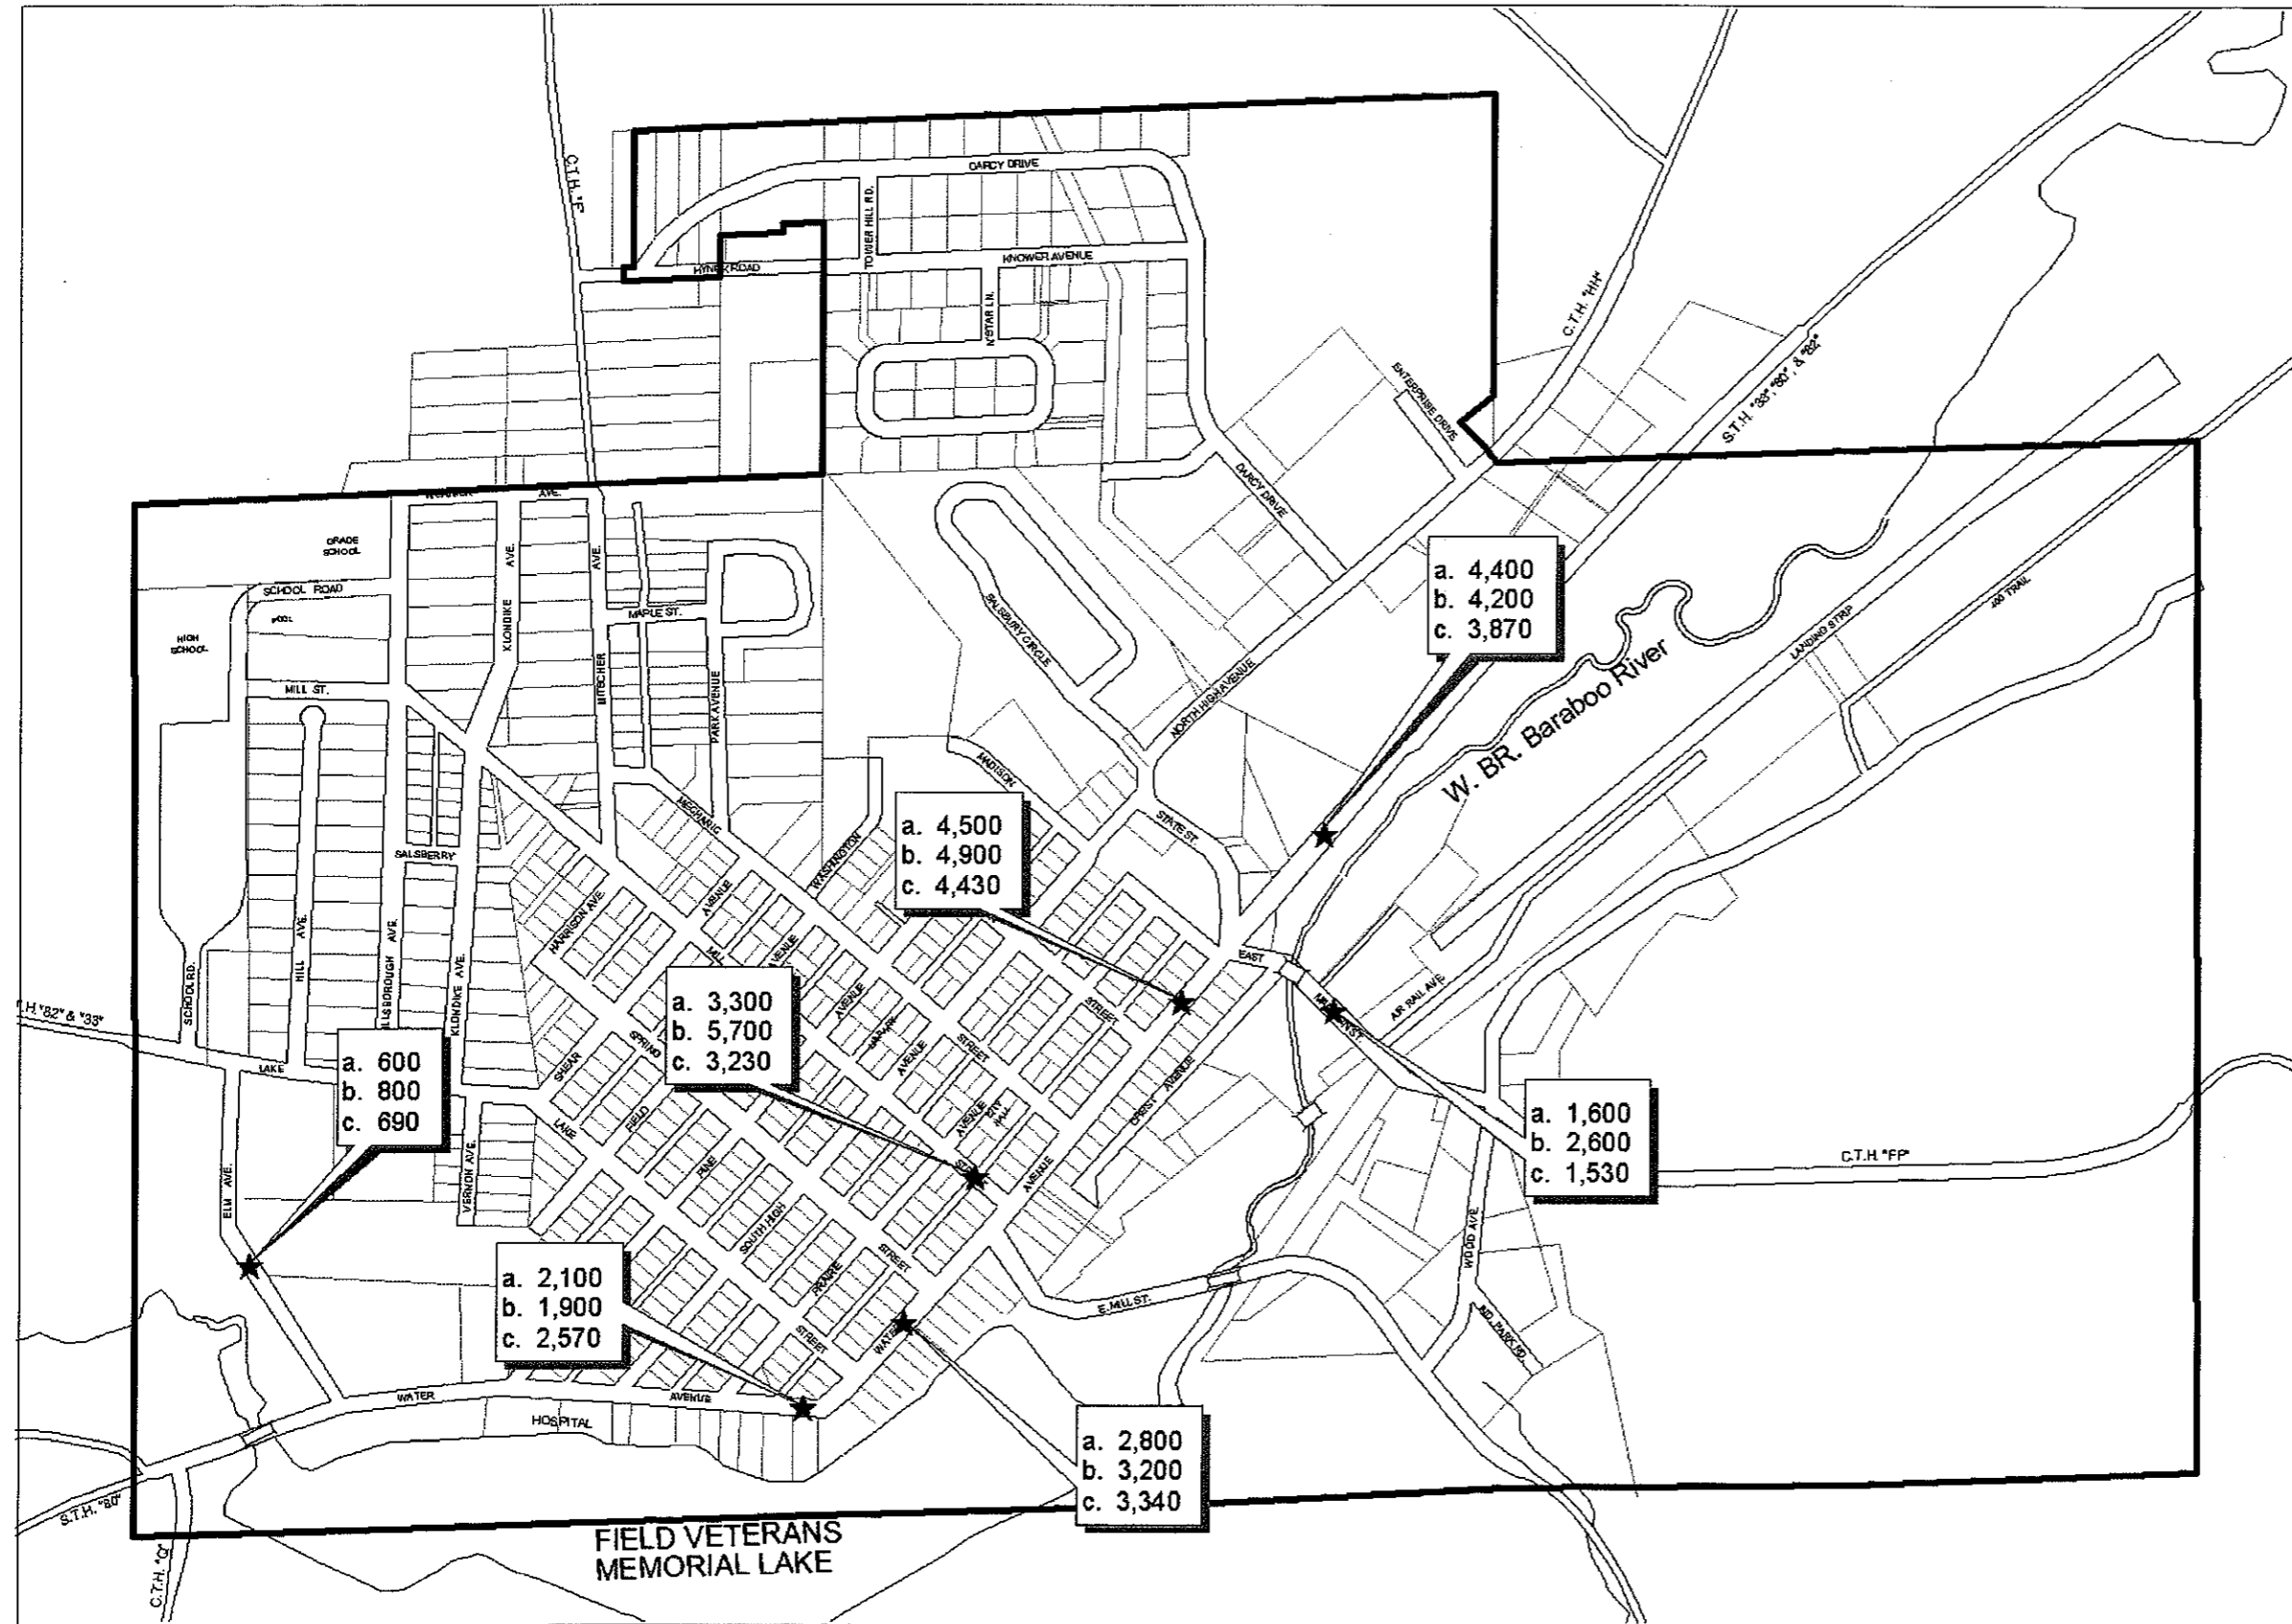 C.T.H. "F"
DARCY DRIVE
TOWER HILL RD.
HYNEK ROAD
KNOWER AVENUE
N STAR LN.
C.T.H. "HH"
ENTERPRISE DRIVE
S.T.H. "33", "80", & "82"
DARCY DRIVE
AVE.
GRADE
SCHOOL
SCHOOL ROAD
POOL
HIGH
SCHOOL
KLONDIKE AVE.
AVE.
MAPLE ST.
MITSCHER
PARK AVENUE
MILL ST.
SALSBURY CIRCLE
NORTH HIGH AVENUE
a. 4,400
b. 4,200
c. 3,870
W. BR. Baraboo River
LANDING STRIP
400 TRAIL
MADISON
STATE ST.
MECHANIC
WASHINGTON
SALSBERRY
a. 4,500
b. 4,900
c. 4,430
HARRISON AVE
AVENUE
AVENUE
AVENUE
HILL AVE.
AVE.
KLONDIKE AVE.
SCHOOL RD.
EAST
STREET
AIR RAIL AVE
a. 3,300
b. 5,700
c. 3,230
.H. "82" & "33"
LAKE
a. 600
b. 800
c. 690
SHEAR
SPRING
STREET
AVENUE
AVENUE
CITY
HALL
AVENUE
a. 1,600
b. 2,600
c. 1,530
C.T.H. "FF"
LAKE
FIELD
PINE
VERNON AVE.
ELM AVE.
SOUTH HIGH
PRAIRIE
STREET
AVENUE
WOOD AVE.
a. 2,100
b. 1,900
c. 2,570
STREET
WATER
E. MILL ST.
IND. PARK RD.
WATER
AVENUE
HOSPITAL
a. 2,800
b. 3,200
c. 3,340
S.T.H. "80"
C.T.H. "Q"
FIELD VETERANS
MEMORIAL LAKE